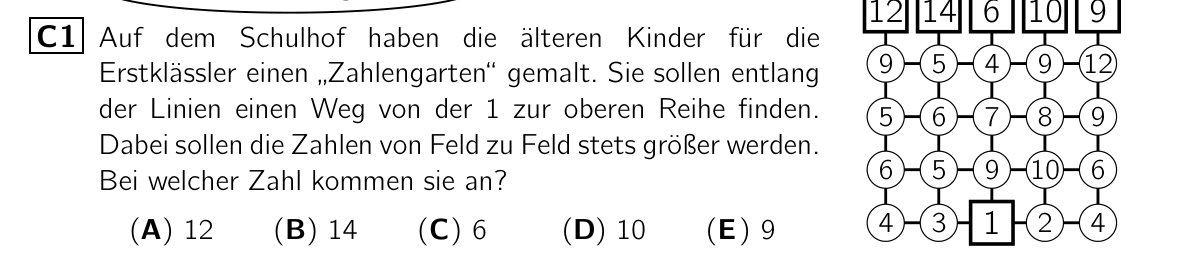 12 14 6 10 9
C1 Auf dem Schulhof haben die älteren Kinder für die
9 5 4 9 12
Erstklässler einen „Zahlengarten“ gemalt. Sie sollen entlang
der Linien einen Weg von der 1 zur oberen Reihe finden.
5 6 7 8 9
Dabei sollen die Zahlen von Feld zu Feld stets größer werden.
Bei welcher Zahl kommen sie an?
6 5 9 10 6
(A) 12 (B) 14 (C) 6 (D) 10 (E) 9
4 3 1 2 4